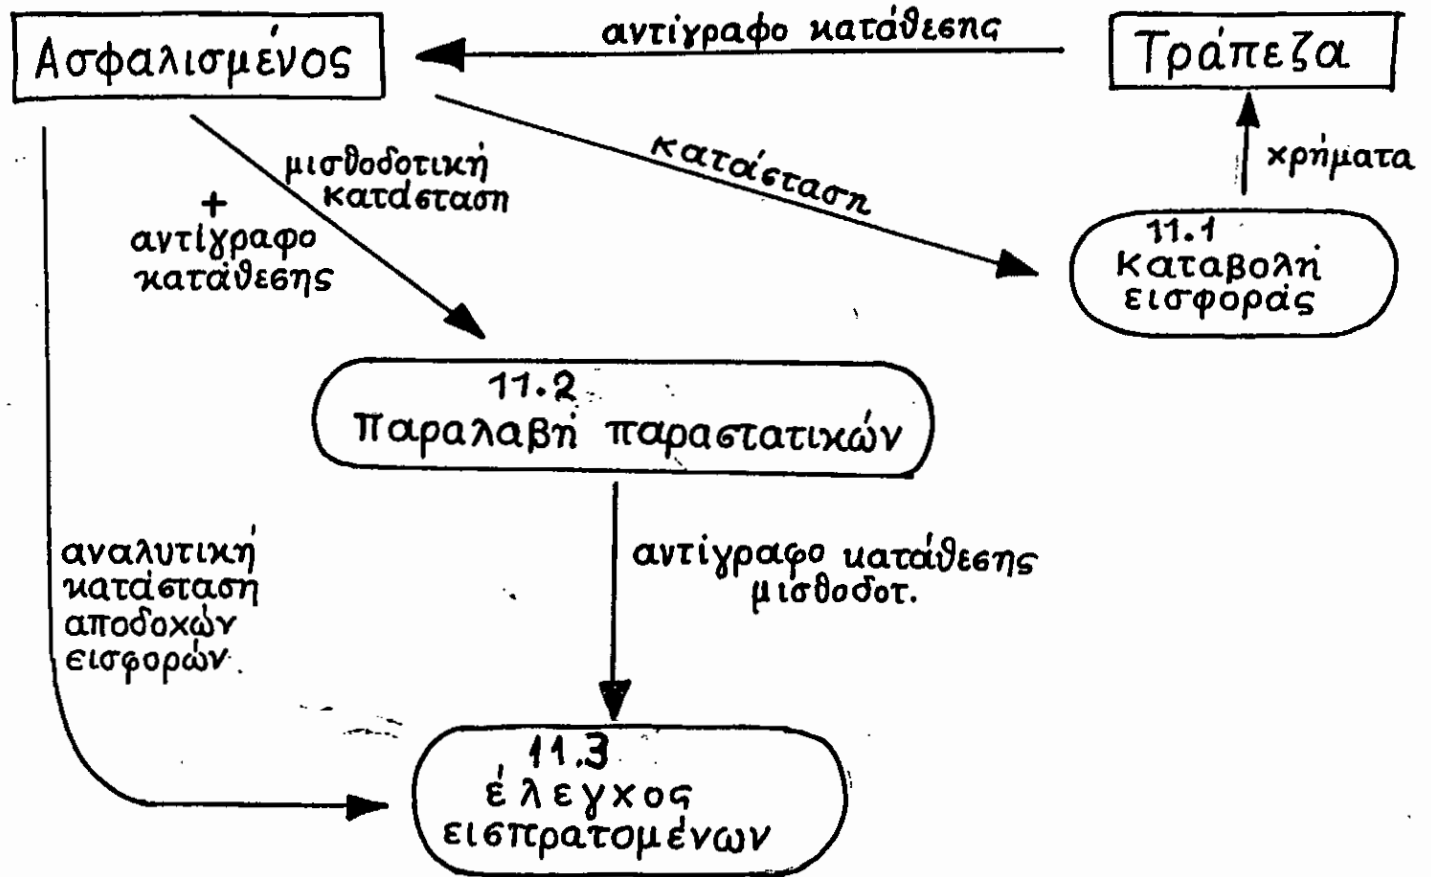 Ασφαλισμένος
αντίγραφο κατάθεσης
Τράπεζα
μισθοδοτική
κατάσταση
+
αντίγραφο
κατάθεσης
κατάσταση
χρήματα
11.1
Καταβολή
εισφοράς
11.2
Παραλαβή παραστατικών
αναλυτική
κατάσταση
αποδοχών
εισφορών
αντίγραφο κατάθεσης
μισθοδοτ.
11.3
έλεγχος
εισπρατομένων